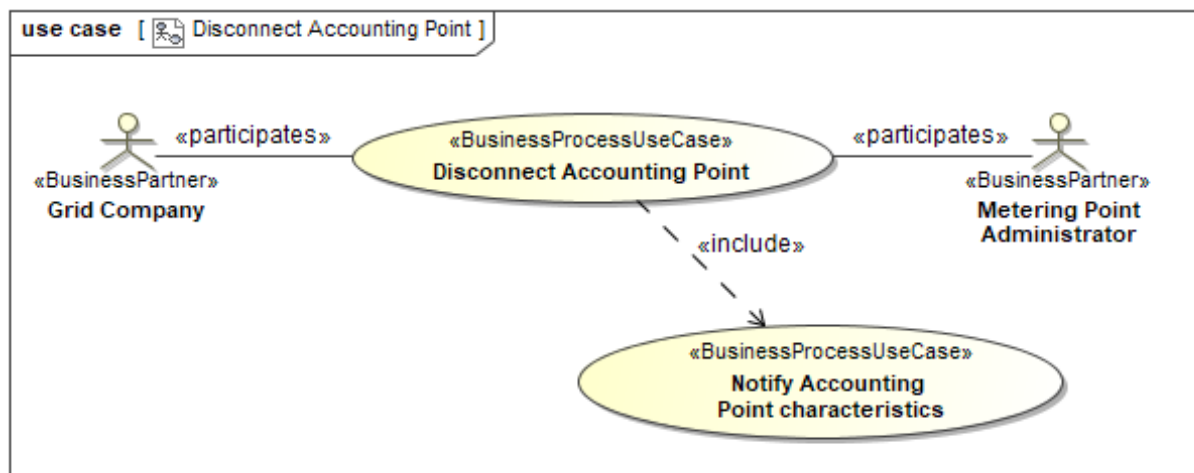 use case [ Disconnect Accounting Point ]
«participates»
«BusinessProcessUseCase»
Disconnect Accounting Point
«participates»
«BusinessPartner»
Grid Company
«BusinessPartner»
Metering Point
Administrator
«include»
«BusinessProcessUseCase»
Notify Accounting
Point characteristics